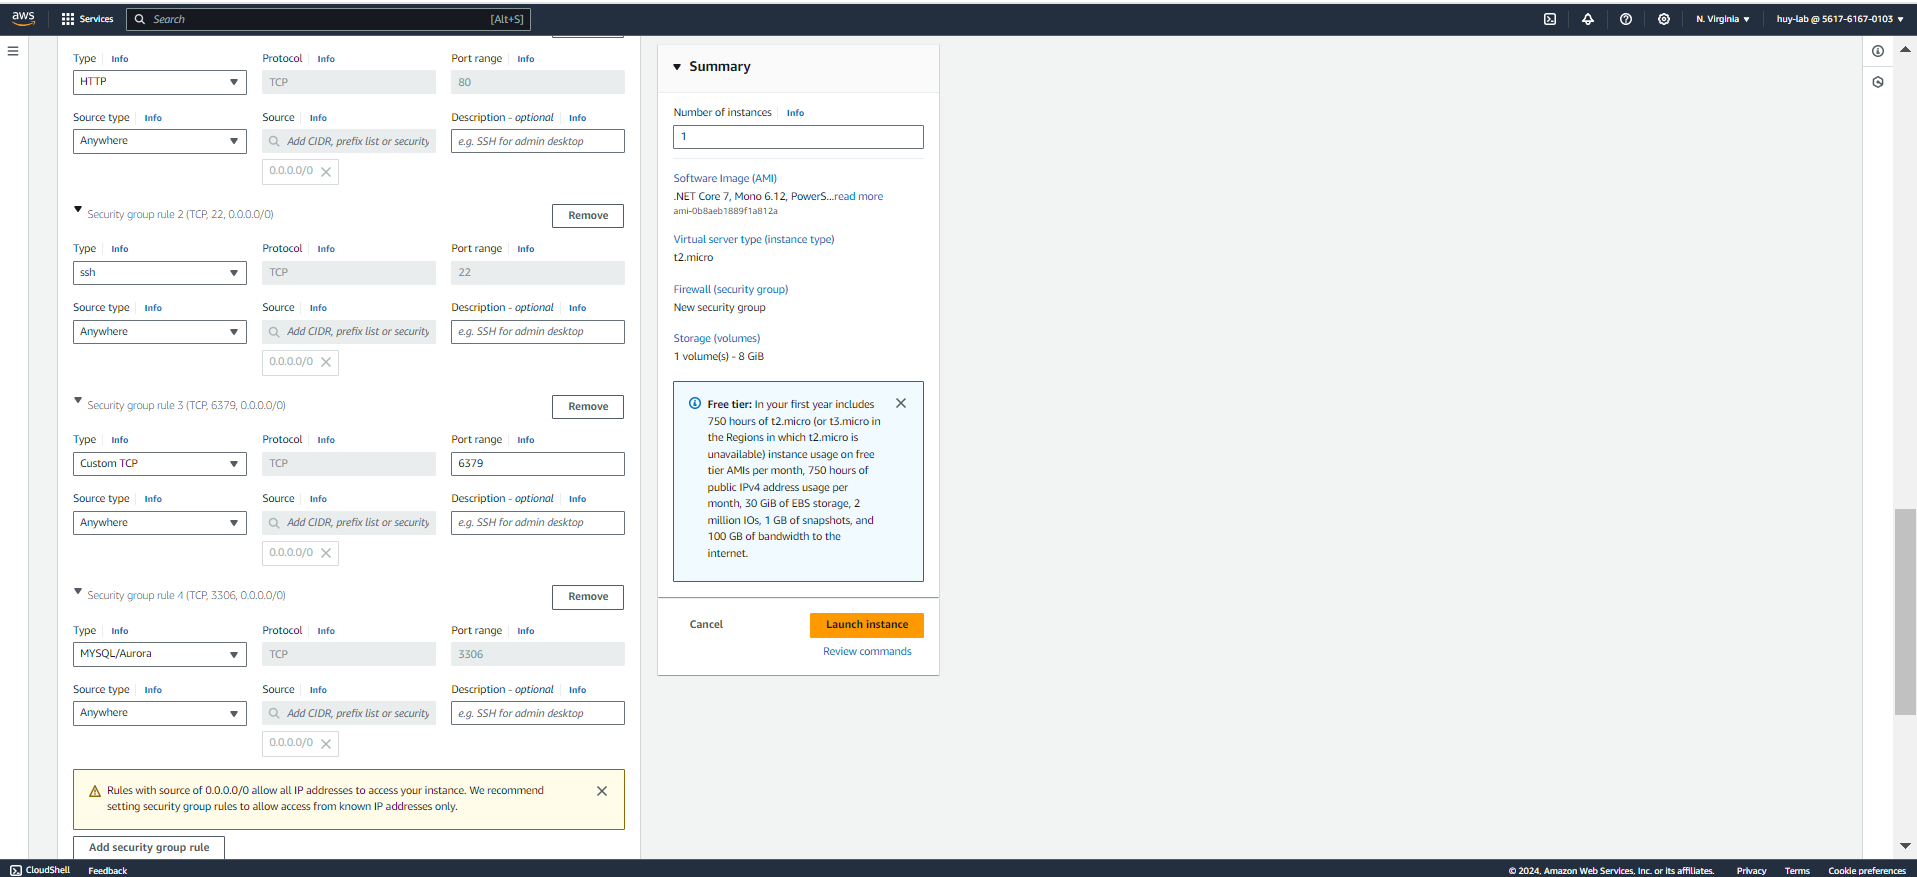 aws Services Search [Alt+S] N. Virginia huy-lab @ 5617-6167-0103
Type Info Protocol Info Port range Info
HTTP TCP 80
Source type Info Source Info Description - optional Info
Anywhere Add CIDR, prefix list or security e.g. SSH for admin desktop
0.0.0.0/0
Security group rule 2 (TCP, 22, 0.0.0.0/0) Remove
Type Info Protocol Info Port range Info
ssh TCP 22
Source type Info Source Info Description - optional Info
Anywhere Add CIDR, prefix list or security e.g. SSH for admin desktop
0.0.0.0/0
Security group rule 3 (TCP, 6379, 0.0.0.0/0) Remove
Type Info Protocol Info Port range Info
Custom TCP TCP 6379
Source type Info Source Info Description - optional Info
Anywhere Add CIDR, prefix list or security e.g. SSH for admin desktop
0.0.0.0/0
Security group rule 4 (TCP, 3306, 0.0.0.0/0) Remove
Type Info Protocol Info Port range Info
MYSQL/Aurora TCP 3306
Source type Info Source Info Description - optional Info
Anywhere Add CIDR, prefix list or security e.g. SSH for admin desktop
0.0.0.0/0
Rules with source of 0.0.0.0/0 allow all IP addresses to access your instance. We recommend
setting security group rules to allow access from known IP addresses only.
Add security group rule
Summary
Number of instances Info
1
Software Image (AMI)
.NET Core 7, Mono 6.12, PowerS...read more
ami-0b8aeb1889f1a812a
Virtual server type (instance type)
t2.micro
Firewall (security group)
New security group
Storage (volumes)
1 volume(s) - 8 GiB
Free tier: In your first year includes
750 hours of t2.micro (or t3.micro in
the Regions in which t2.micro is
unavailable) instance usage on free
tier AMIs per month, 750 hours of
public IPv4 address usage per
month, 30 GiB of EBS storage, 2
million IOs, 1 GB of snapshots, and
100 GB of bandwidth to the
internet.
Cancel Launch instance
Review commands
CloudShell Feedback © 2024, Amazon Web Services, Inc. or its affiliates. Privacy Terms Cookie preferences